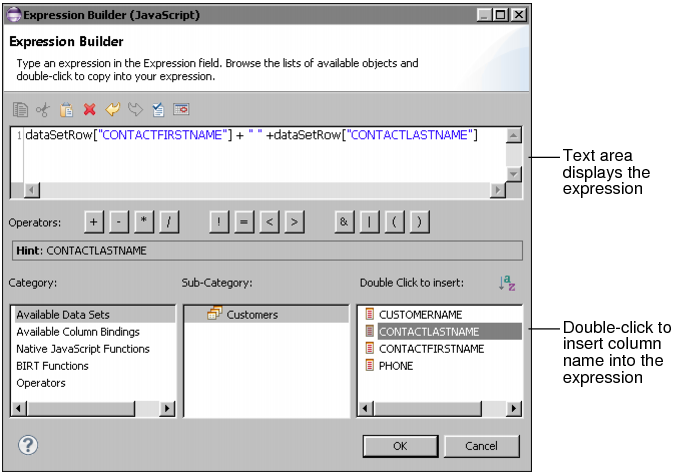 Expression Builder (JavaScript)
Expression Builder
Type an expression in the Expression field. Browse the lists of available objects and
double-click to copy into your expression.
1 dataSetRow["CONTACTFIRSTNAME"] + " " +dataSetRow["CONTACTLASTNAME"]
Text area
displays the
expression
Operators: + - * / ! = < > & | ( )
Hint: CONTACTLASTNAME
Category: Sub-Category: Double Click to insert: a z
Available Data Sets
Available Column Bindings
Native JavaScript Functions
BIRT Functions
Operators
Customers
CUSTOMERNAME
CONTACTLASTNAME
CONTACTFIRSTNAME
PHONE
Double-click to
insert column
name into the
expression
? OK Cancel